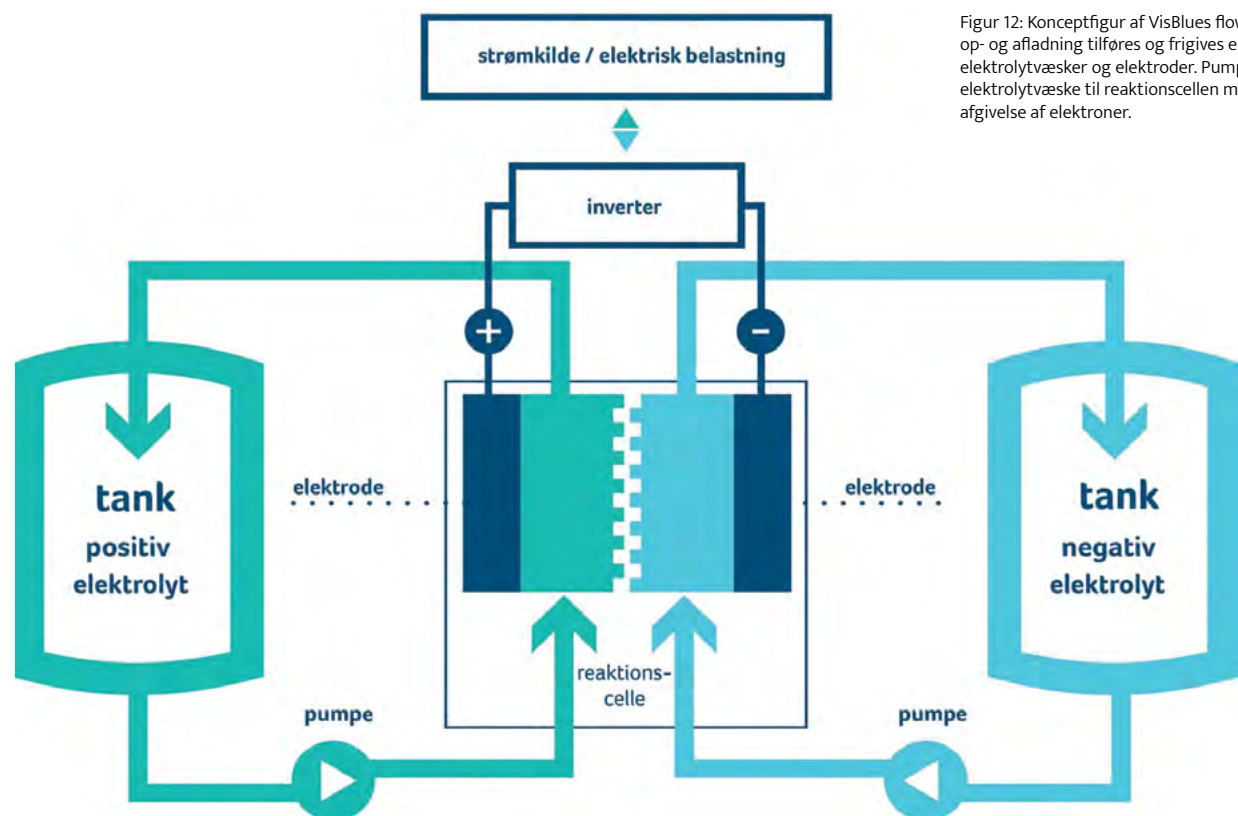 Figur 12: Konceptfigur af VisBlues
op- og afladning tilføres og frigives
elektrolytvæsker og elektroder.
elektrolytvæske til reaktionscellen
afgivelse af elektroner.
strømkilde / elektrisk belastning
inverter
+
-
elektrode
elektrode
tank
positiv
elektrolyt
tank
negativ
elektrolyt
reaktions-
celle
pumpe
pumpe